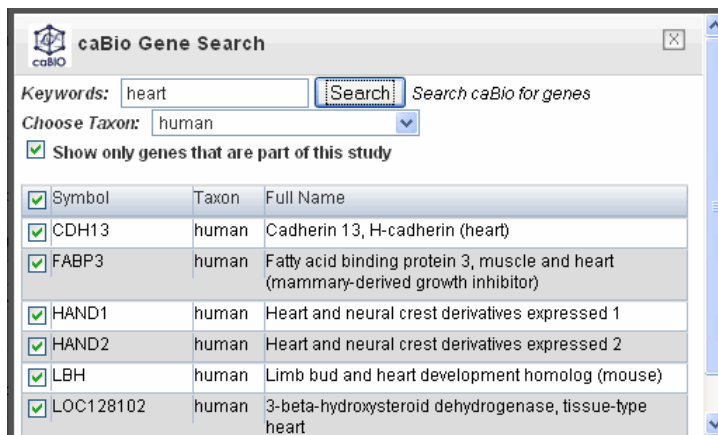 caBio Gene Search
caBIO
Keywords: heart Search Search caBio for genes
Choose Taxon: human
Show only genes that are part of this study
Symbol Taxon Full Name
CDH13 human Cadherin 13, H-cadherin (heart)
FABP3 human Fatty acid binding protein 3, muscle and heart
(mammary-derived growth inhibitor)
HAND1 human Heart and neural crest derivatives expressed 1
HAND2 human Heart and neural crest derivatives expressed 2
LBH human Limb bud and heart development homolog (mouse)
LOC128102 human 3-beta-hydroxysteroid dehydrogenase, tissue-type
heart